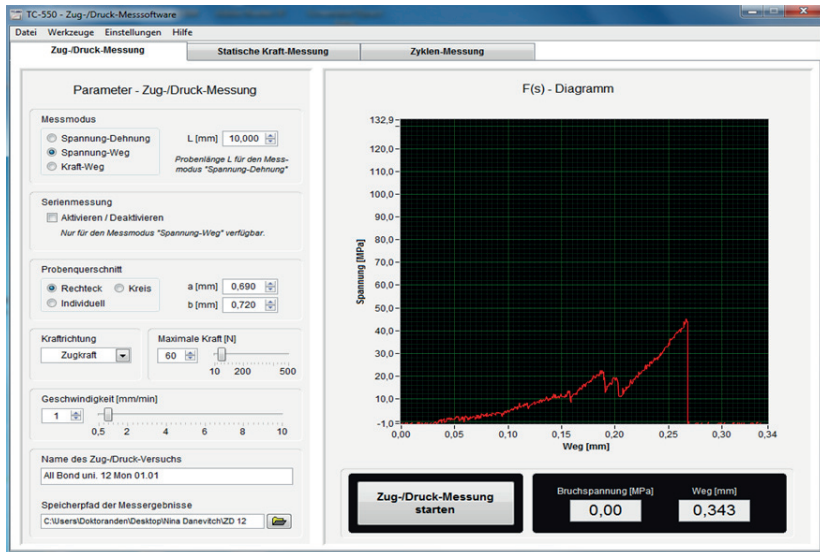 TC-550 - Zug-/Druck-Messsoftware
Datei Werkzeuge Einstellungen Hilfe
Zug-/Druck-Messung Statische Kraft-Messung Zyklen-Messung
Parameter - Zug-/Druck-Messung
Messmodus
Spannung-Dehnung
Spannung-Weg
Kraft-Weg
L [mm] 10,000
Probenlänge L für den Mess-
modus "Spannung-Dehnung"
Serienmessung
Aktivieren / Deaktivieren
Nur für den Messmodus "Spannung-Weg" verfügbar.
Probenquerschnitt
Rechteck Kreis
Individuell
a [mm] 0,690
b [mm] 0,720
Kraftrichtung
Zugkraft
Maximale Kraft [N]
60
10 200 500
Geschwindigkeit [mm/min]
1
0,5 2 4 6 8 10
Name des Zug-/Druck-Versuchs
All Bond uni. 12 Mon 01.01
Speicherpfad der Messergebnisse
C:\Users\Doktoranden\Desktop\Nina Danevitch\ZD 12
F(s) - Diagramm
132,9
120,0
110,0
100,0
90,0
80,0
70,0
60,0
50,0
40,0
30,0
20,0
10,0
-1,0
Spannung [MPa]
0,00 0,05 0,10 0,15 0,20 0,25 0,30 0,34
Weg [mm]
Zug-/Druck-Messung
starten
Bruchspannung [MPa] Weg [mm]
0,00 0,343